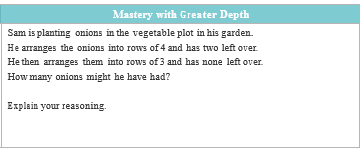 Mastery with Greater Depth
Sam is planting onions in the vegetable plot in his garden.
He arranges the onions into rows of 4 and has two left over.
He then arranges them into rows of 3 and has none left over.
How many onions might he have had?
Explain your reasoning.